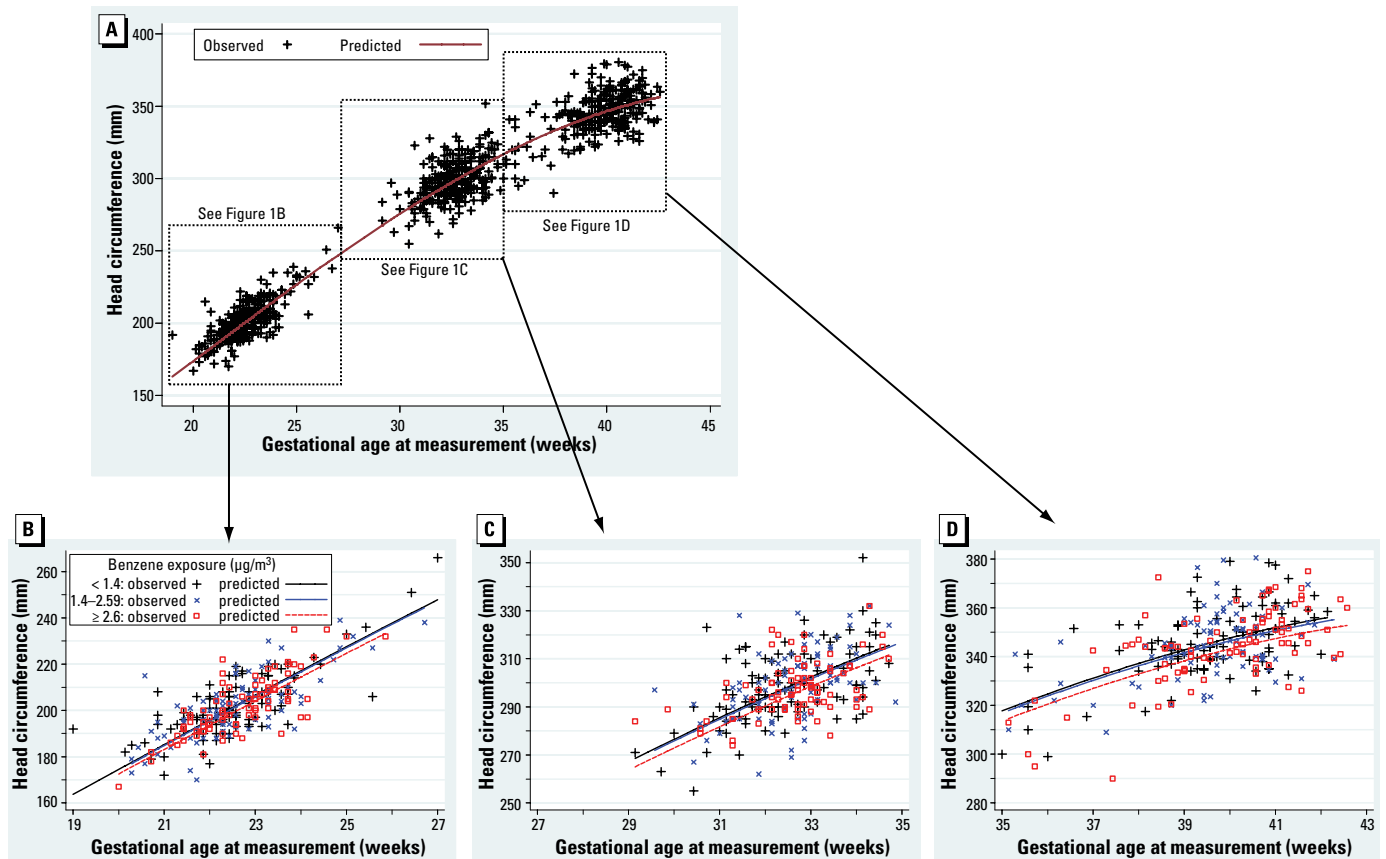 A
Observed + Predicted
Head circumference (mm)
400
350
300
250
200
150
See Figure 1B
See Figure 1C
See Figure 1D
20 25 30 35 40 45
Gestational age at measurement (weeks)
B
Benzene exposure (μg/m³)
< 1.4: observed + predicted
1.4–2.59: observed × predicted
≥ 2.6: observed predicted
Head circumference (mm)
260
240
220
200
180
160
19 21 23 25 27
Gestational age at measurement (weeks)
C
Head circumference (mm)
350
330
310
290
270
250
27 29 31 33 35
Gestational age at measurement (weeks)
D
Head circumference (mm)
380
360
340
320
300
280
35 37 39 41 43
Gestational age at measurement (weeks)